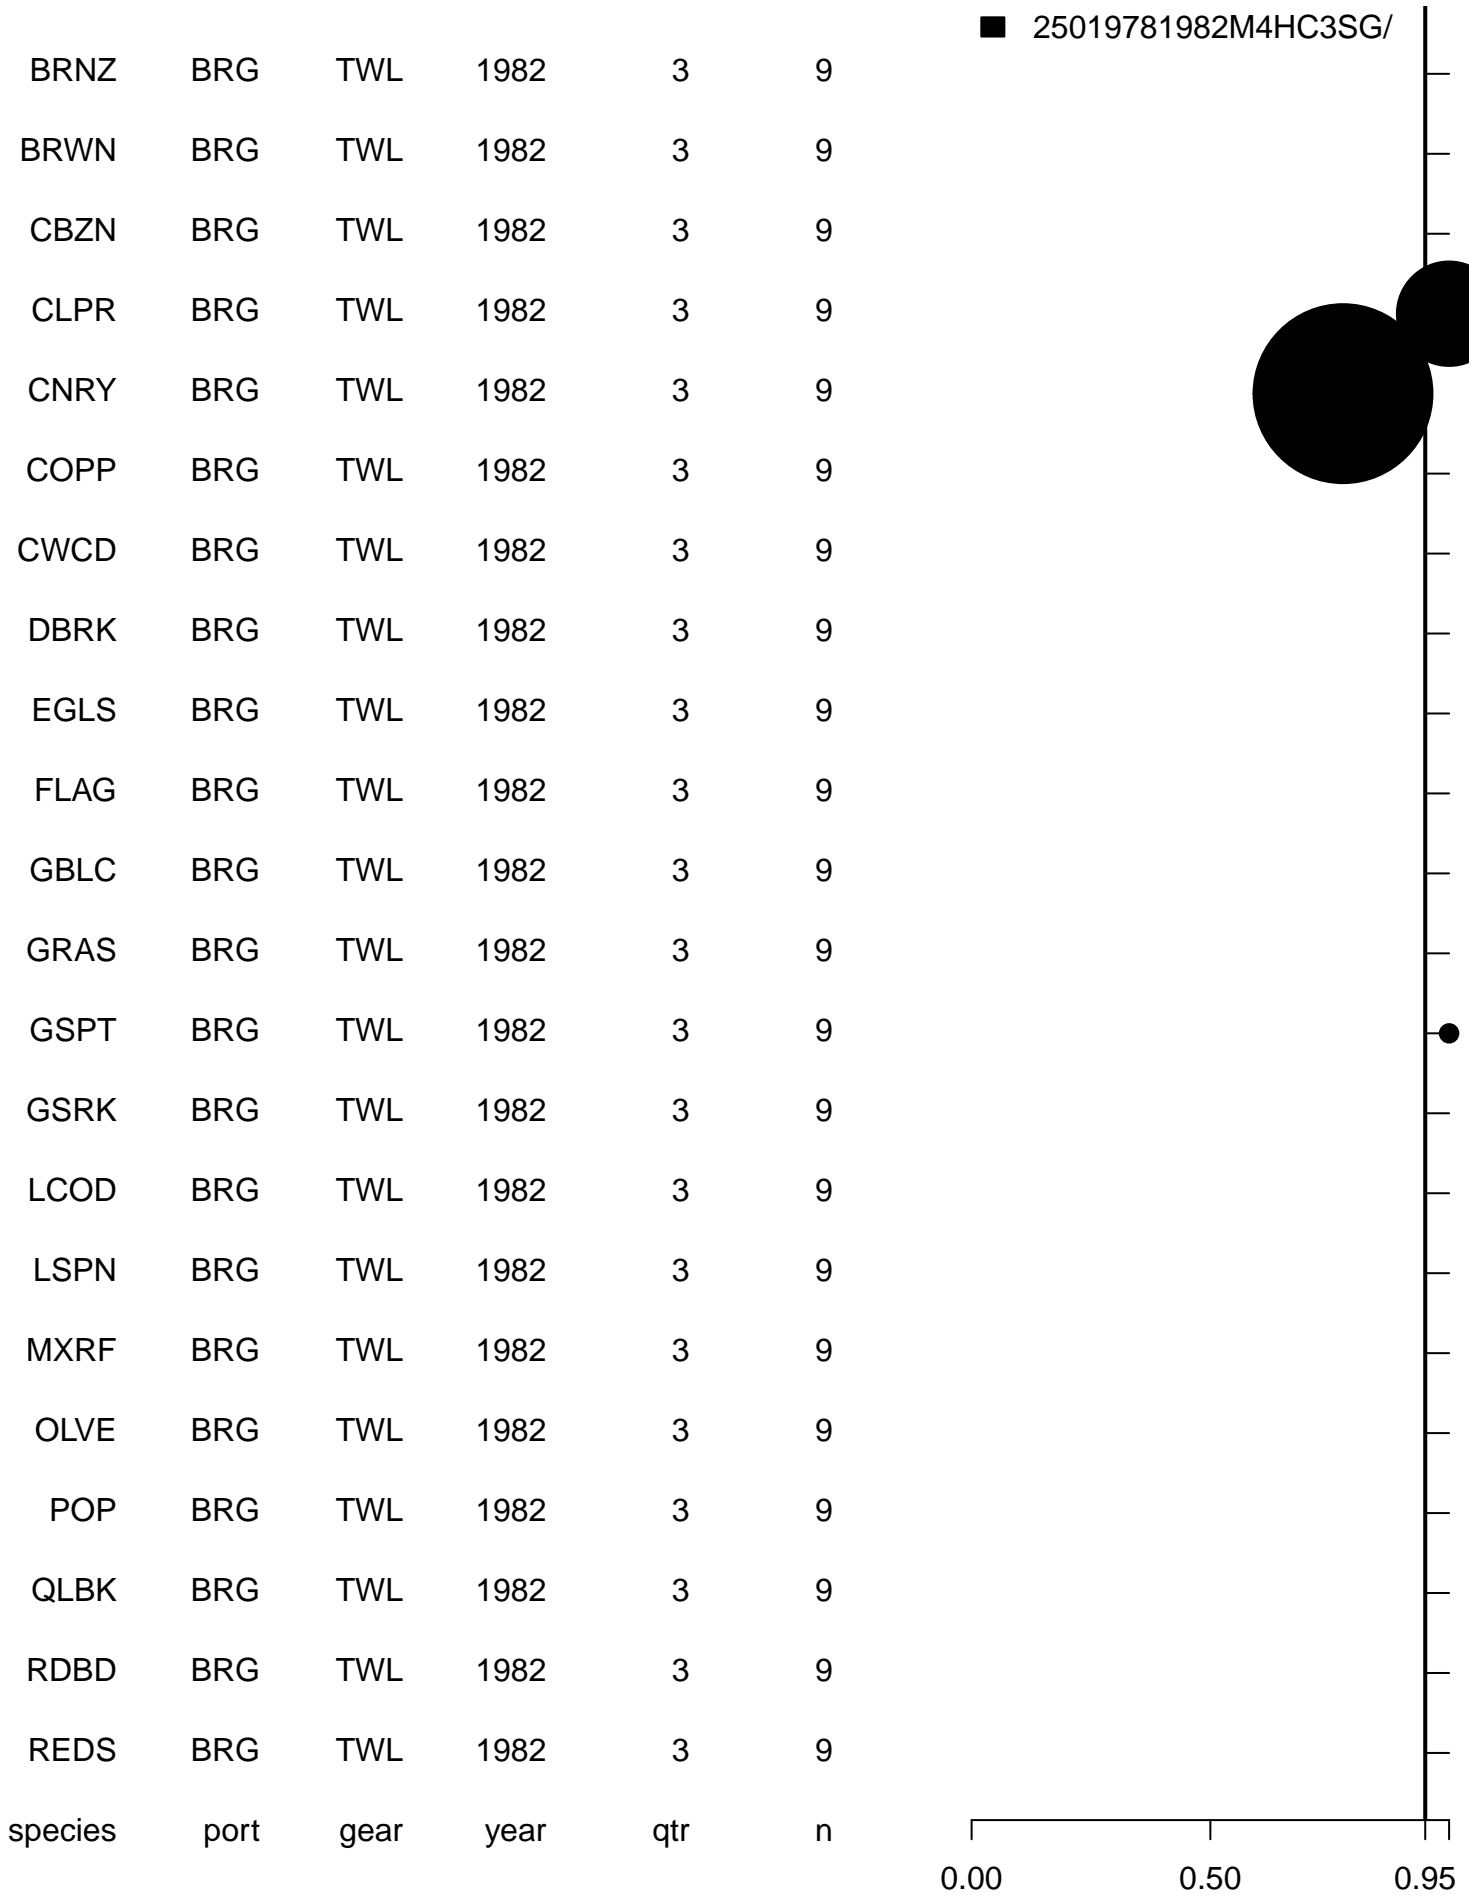 25019781982M4HC3SG/
BRNZ BRG TWL 1982 3 9
BRWN BRG TWL 1982 3 9
CBZN BRG TWL 1982 3 9
CLPR BRG TWL 1982 3 9
CNRY BRG TWL 1982 3 9
COPP BRG TWL 1982 3 9
CWCD BRG TWL 1982 3 9
DBRK BRG TWL 1982 3 9
EGLS BRG TWL 1982 3 9
FLAG BRG TWL 1982 3 9
GBLC BRG TWL 1982 3 9
GRAS BRG TWL 1982 3 9
GSPT BRG TWL 1982 3 9
GSRK BRG TWL 1982 3 9
LCOD BRG TWL 1982 3 9
LSPN BRG TWL 1982 3 9
MXRF BRG TWL 1982 3 9
OLVE BRG TWL 1982 3 9
POP BRG TWL 1982 3 9
QLBK BRG TWL 1982 3 9
RDBD BRG TWL 1982 3 9
REDS BRG TWL 1982 3 9
species port gear year qtr n
0.00 0.50 0.95